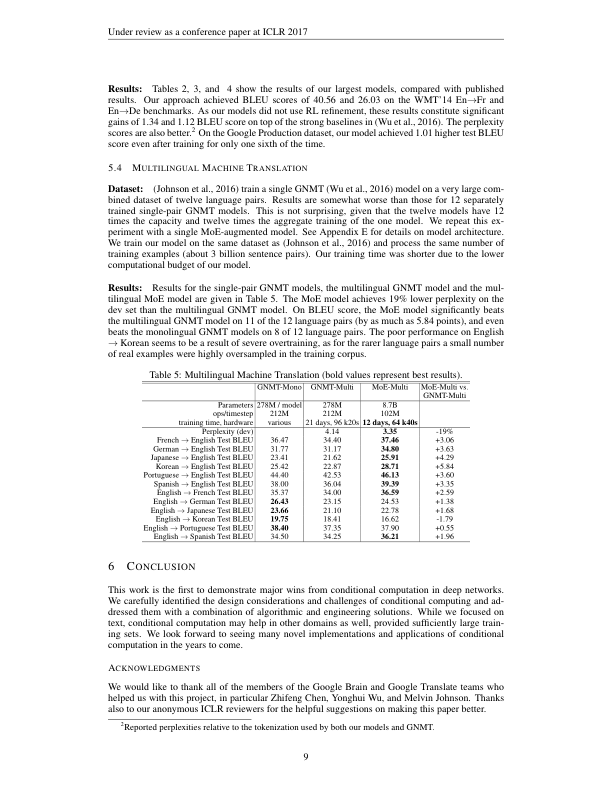 Under review as a conference paper at ICLR 2017
Results: Tables 2, 3, and 4 show the results of our largest models, compared with published
results. Our approach achieved BLEU scores of 40.56 and 26.03 on the WMT'14 En→Fr and
En→De benchmarks. As our models did not use RL refinement, these results constitute significant
gains of 1.34 and 1.12 BLEU score on top of the strong baselines in (Wu et al., 2016). The perplexity
scores are also better.2 On the Google Production dataset, our model achieved 1.01 higher test BLEU
score even after training for only one sixth of the time.
5.4 MULTILINGUAL MACHINE TRANSLATION
Dataset: (Johnson et al., 2016) train a single GNMT (Wu et al., 2016) model on a very large com-
bined dataset of twelve language pairs. Results are somewhat worse than those for 12 separately
trained single-pair GNMT models. This is not surprising, given that the twelve models have 12
times the capacity and twelve times the aggregate training of the one model. We repeat this ex-
periment with a single MoE-augmented model. See Appendix E for details on model architecture.
We train our model on the same dataset as (Johnson et al., 2016) and process the same number of
training examples (about 3 billion sentence pairs). Our training time was shorter due to the lower
computational budget of our model.
Results: Results for the single-pair GNMT models, the multilingual GNMT model and the mul-
tilingual MoE model are given in Table 5. The MoE model achieves 19% lower perplexity on the
dev set than the multilingual GNMT model. On BLEU score, the MoE model significantly beats
the multilingual GNMT model on 11 of the 12 language pairs (by as much as 5.84 points), and even
beats the monolingual GNMT models on 8 of 12 language pairs. The poor performance on English
→ Korean seems to be a result of severe overtraining, as for the rarer language pairs a small number
of real examples were highly oversampled in the training corpus.
Table 5: Multilingual Machine Translation (bold values represent best results).
GNMT-Mono GNMT-Multi MoE-Multi MoE-Multi vs.
GNMT-Multi
Parameters 278M / model 278M 8.7B
ops/timestep 212M 212M 102M
training time, hardware various 21 days, 96 k20s 12 days, 64 k40s
Perplexity (dev) 4.14 3.35 -19%
French → English Test BLEU 36.47 34.40 37.46 +3.06
German → English Test BLEU 31.77 31.17 34.80 +3.63
Japanese → English Test BLEU 23.41 21.62 25.91 +4.29
Korean → English Test BLEU 25.42 22.87 28.71 +5.84
Portuguese → English Test BLEU 44.40 42.53 46.13 +3.60
Spanish → English Test BLEU 38.00 36.04 39.39 +3.35
English → French Test BLEU 35.37 34.00 36.59 +2.59
English → German Test BLEU 26.43 23.15 24.53 +1.38
English → Japanese Test BLEU 23.66 21.10 22.78 +1.68
English → Korean Test BLEU 19.75 18.41 16.62 -1.79
English → Portuguese Test BLEU 38.40 37.35 37.90 +0.55
English → Spanish Test BLEU 34.50 34.25 36.21 +1.96
6 CONCLUSION
This work is the first to demonstrate major wins from conditional computation in deep networks.
We carefully identified the design considerations and challenges of conditional computing and ad-
dressed them with a combination of algorithmic and engineering solutions. While we focused on
text, conditional computation may help in other domains as well, provided sufficiently large train-
ing sets. We look forward to seeing many novel implementations and applications of conditional
computation in the years to come.
ACKNOWLEDGMENTS
We would like to thank all of the members of the Google Brain and Google Translate teams who
helped us with this project, in particular Zhifeng Chen, Yonghui Wu, and Melvin Johnson. Thanks
also to our anonymous ICLR reviewers for the helpful suggestions on making this paper better.
2Reported perplexities relative to the tokenization used by both our models and GNMT.
9